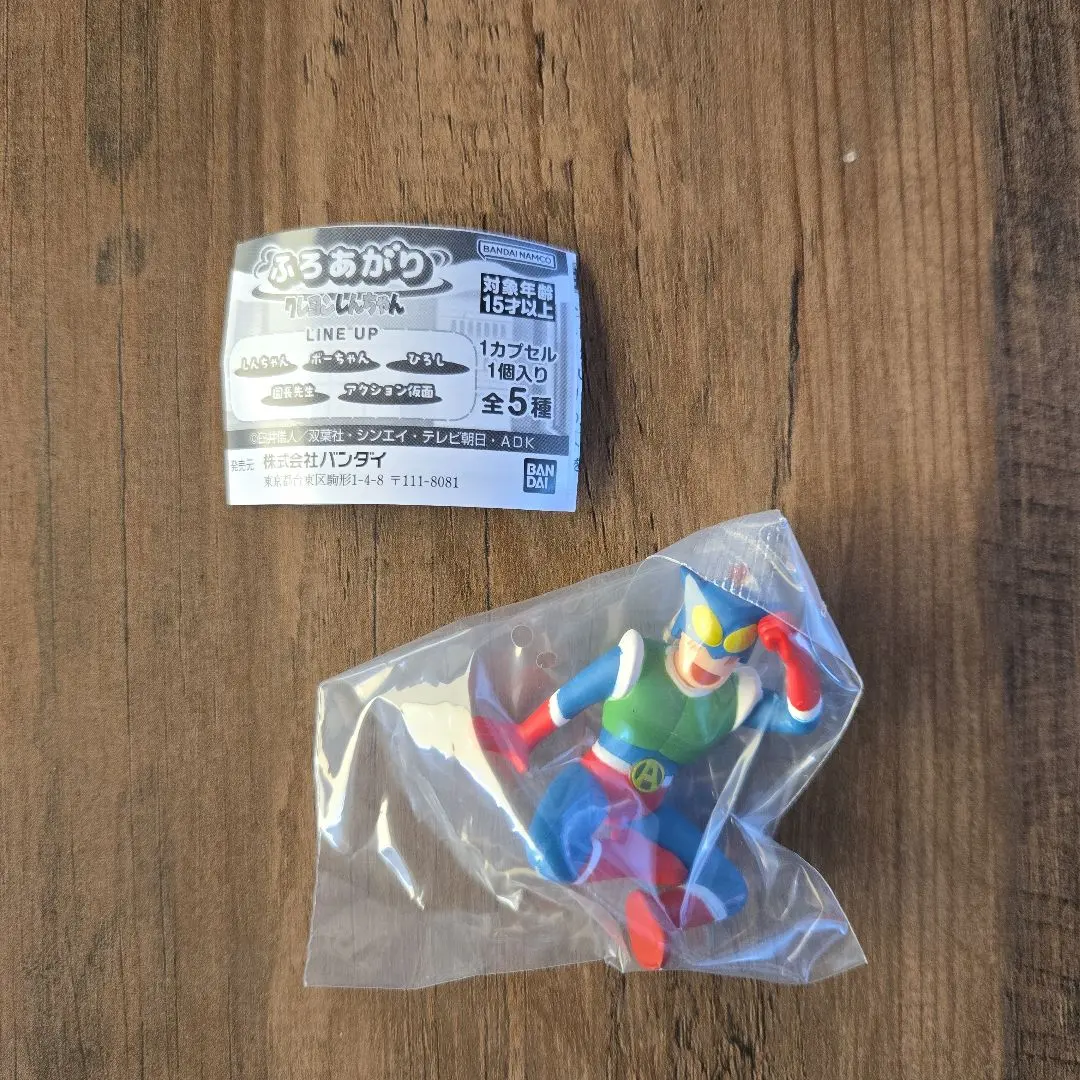 ふろあがり
クレヨンしんちゃん
BANDAI NAMCO
対象年齢
15才以上
LINE UP
しんちゃん ボーちゃん ひろし
園長先生 アクション仮面
1カプセル
1個入り
全5種
©臼井儀人/双葉社・シンエイ・テレビ朝日・ADK
発売元 株式会社バンダイ
東京都台東区駒形1-4-8 〒111-8081
BAN
DAI
A